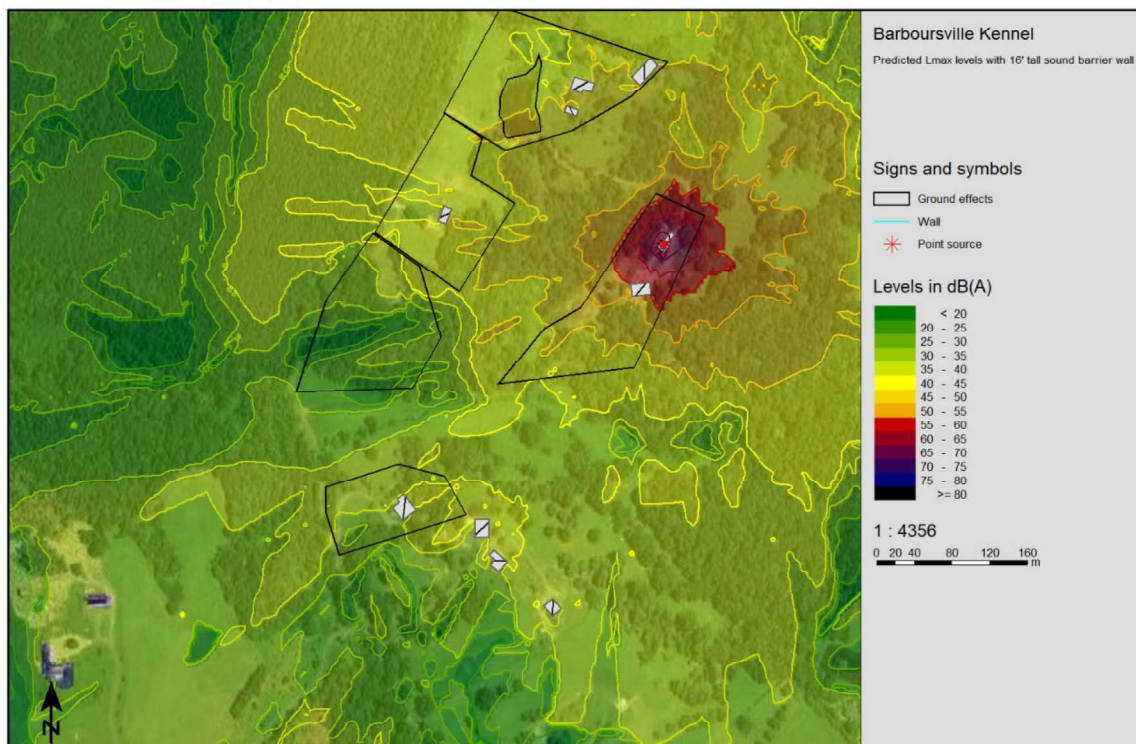 Barboursville Kennel
Predicted Lmax levels with 16' tall sound barrier wall
Signs and symbols
Ground effects
Wall
Point source
Levels in dB(A)
< 20
20 - 25
25 - 30
30 - 35
35 - 40
40 - 45
45 - 50
50 - 55
55 - 60
60 - 65
65 - 70
70 - 75
75 - 80
>= 80
1 : 4356
0 20 40 80 120 160
m
N